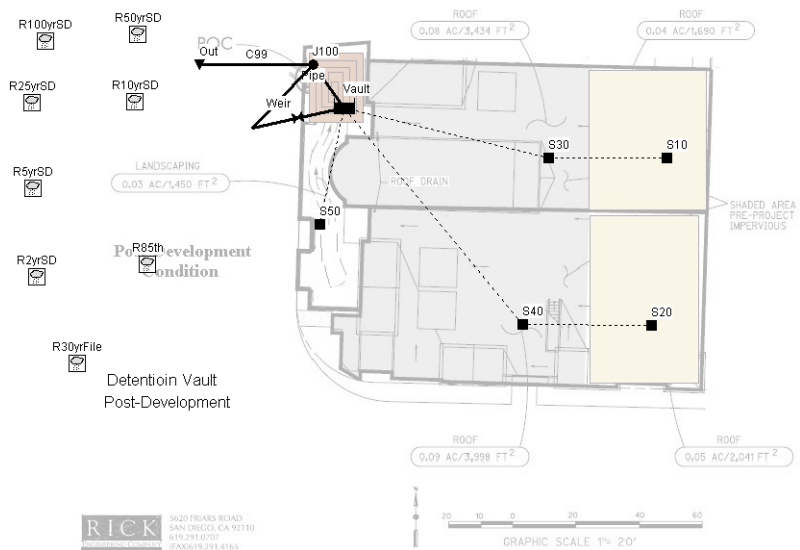 R100yrSD
R50yrSD
POC
Out
C99
J100
Pipe
ROOF
0.08 AC/3,434 FT²
ROOF
0.04 AC/1,690 FT²
R25yrSD
R10yrSD
Weir
Vault
S30
S10
R5yrSD
LANDSCAPING
0.03 AC/1,450 FT²
ROOF DRAIN
SHADED AREA
PRE-PROJECT
IMPERVIOUS
S50
R2yrSD
R85th
Post-Development
Condition
S40
S20
R30yrFile
Detentioin Vault
Post-Development
ROOF
0.09 AC/3,998 FT²
ROOF
0.05 AC/2,041 FT²
RICK
ENGINEERING COMPANY
5620 FRIARS ROAD
SAN DIEGO, CA 92110
619.291.0707
(FAX)619.291.4165
20 10 0 20 40 60
GRAPHIC SCALE 1"= 20'